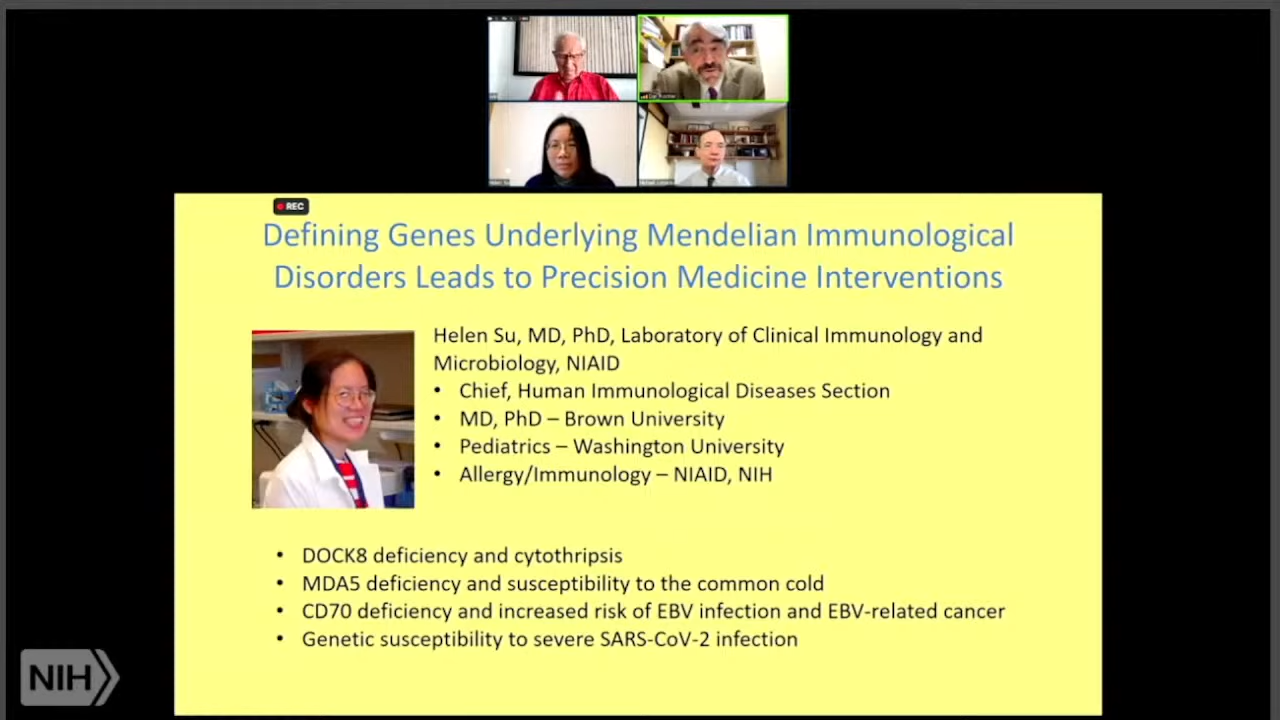 REC
Defining Genes Underlying Mendelian Immunological
Disorders Leads to Precision Medicine Interventions
Helen Su, MD, PhD, Laboratory of Clinical Immunology and
Microbiology, NIAID
• Chief, Human Immunological Diseases Section
• MD, PhD – Brown University
• Pediatrics – Washington University
• Allergy/Immunology – NIAID, NIH
• DOCK8 deficiency and cytothripsis
• MDA5 deficiency and susceptibility to the common cold
• CD70 deficiency and increased risk of EBV infection and EBV-related cancer
• Genetic susceptibility to severe SARS-CoV-2 infection
NIH